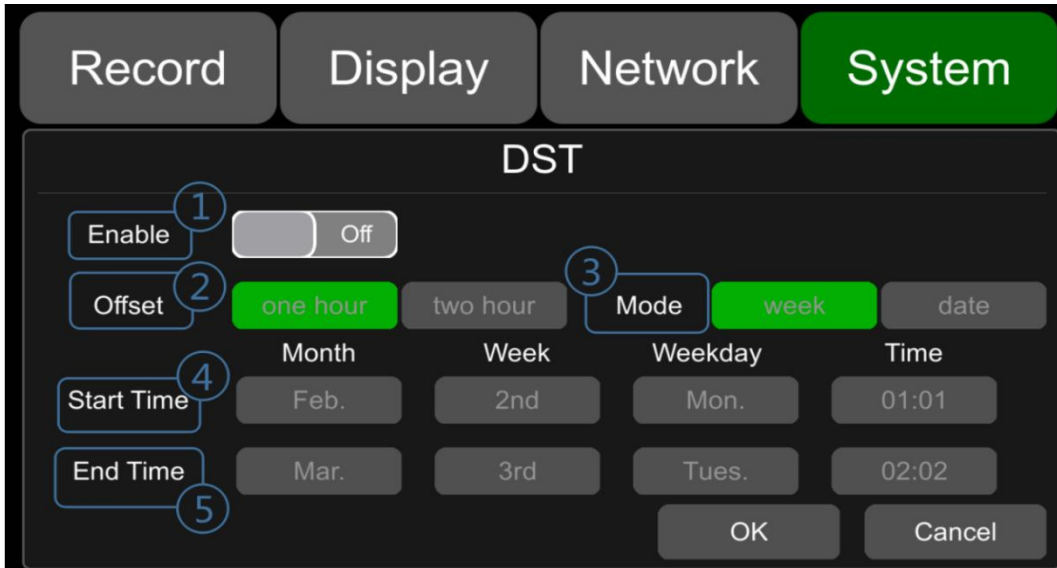 Record Display Network System
DST
1
Enable Off
2 3
Offset one hour two hour Mode week date
Month Week Weekday Time
4
Start Time Feb. 2nd Mon. 01:01
End Time Mar. 3rd Tues. 02:02
5
OK Cancel